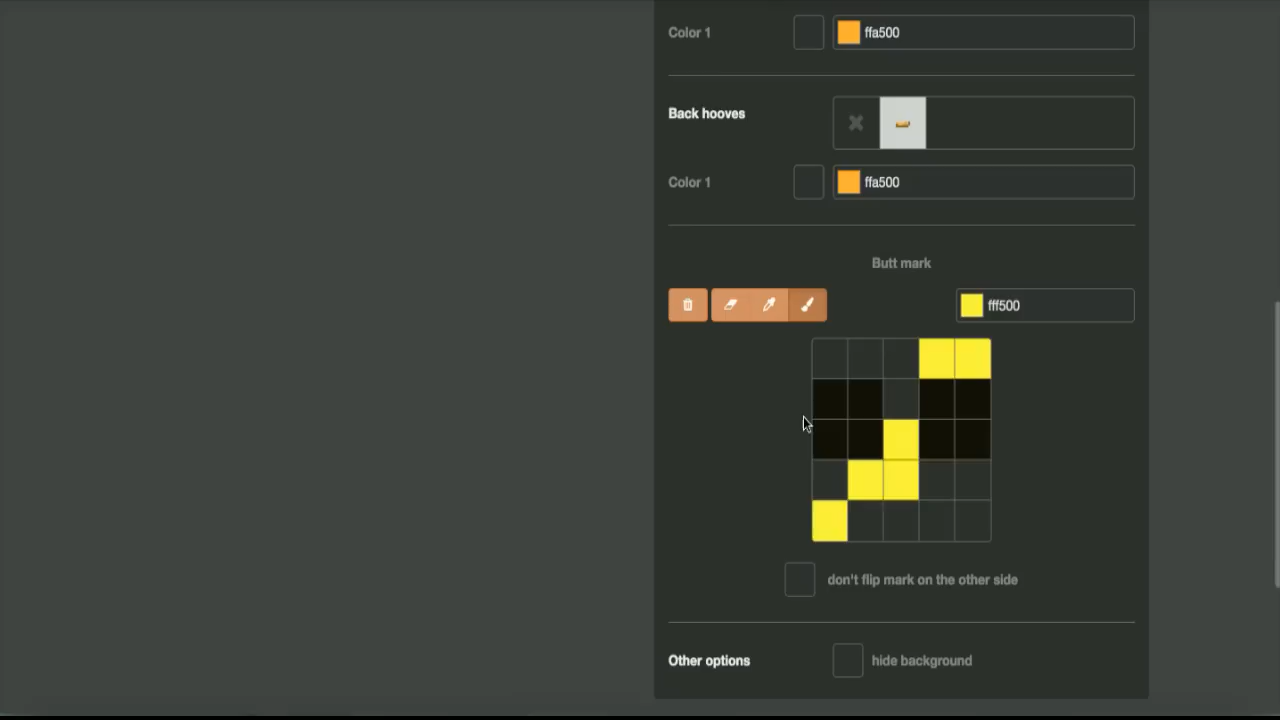 Color 1
ffa500
Back hooves
Color 1
ffa500
Butt mark
fff500
don't flip mark on the other side
Other options
hide background